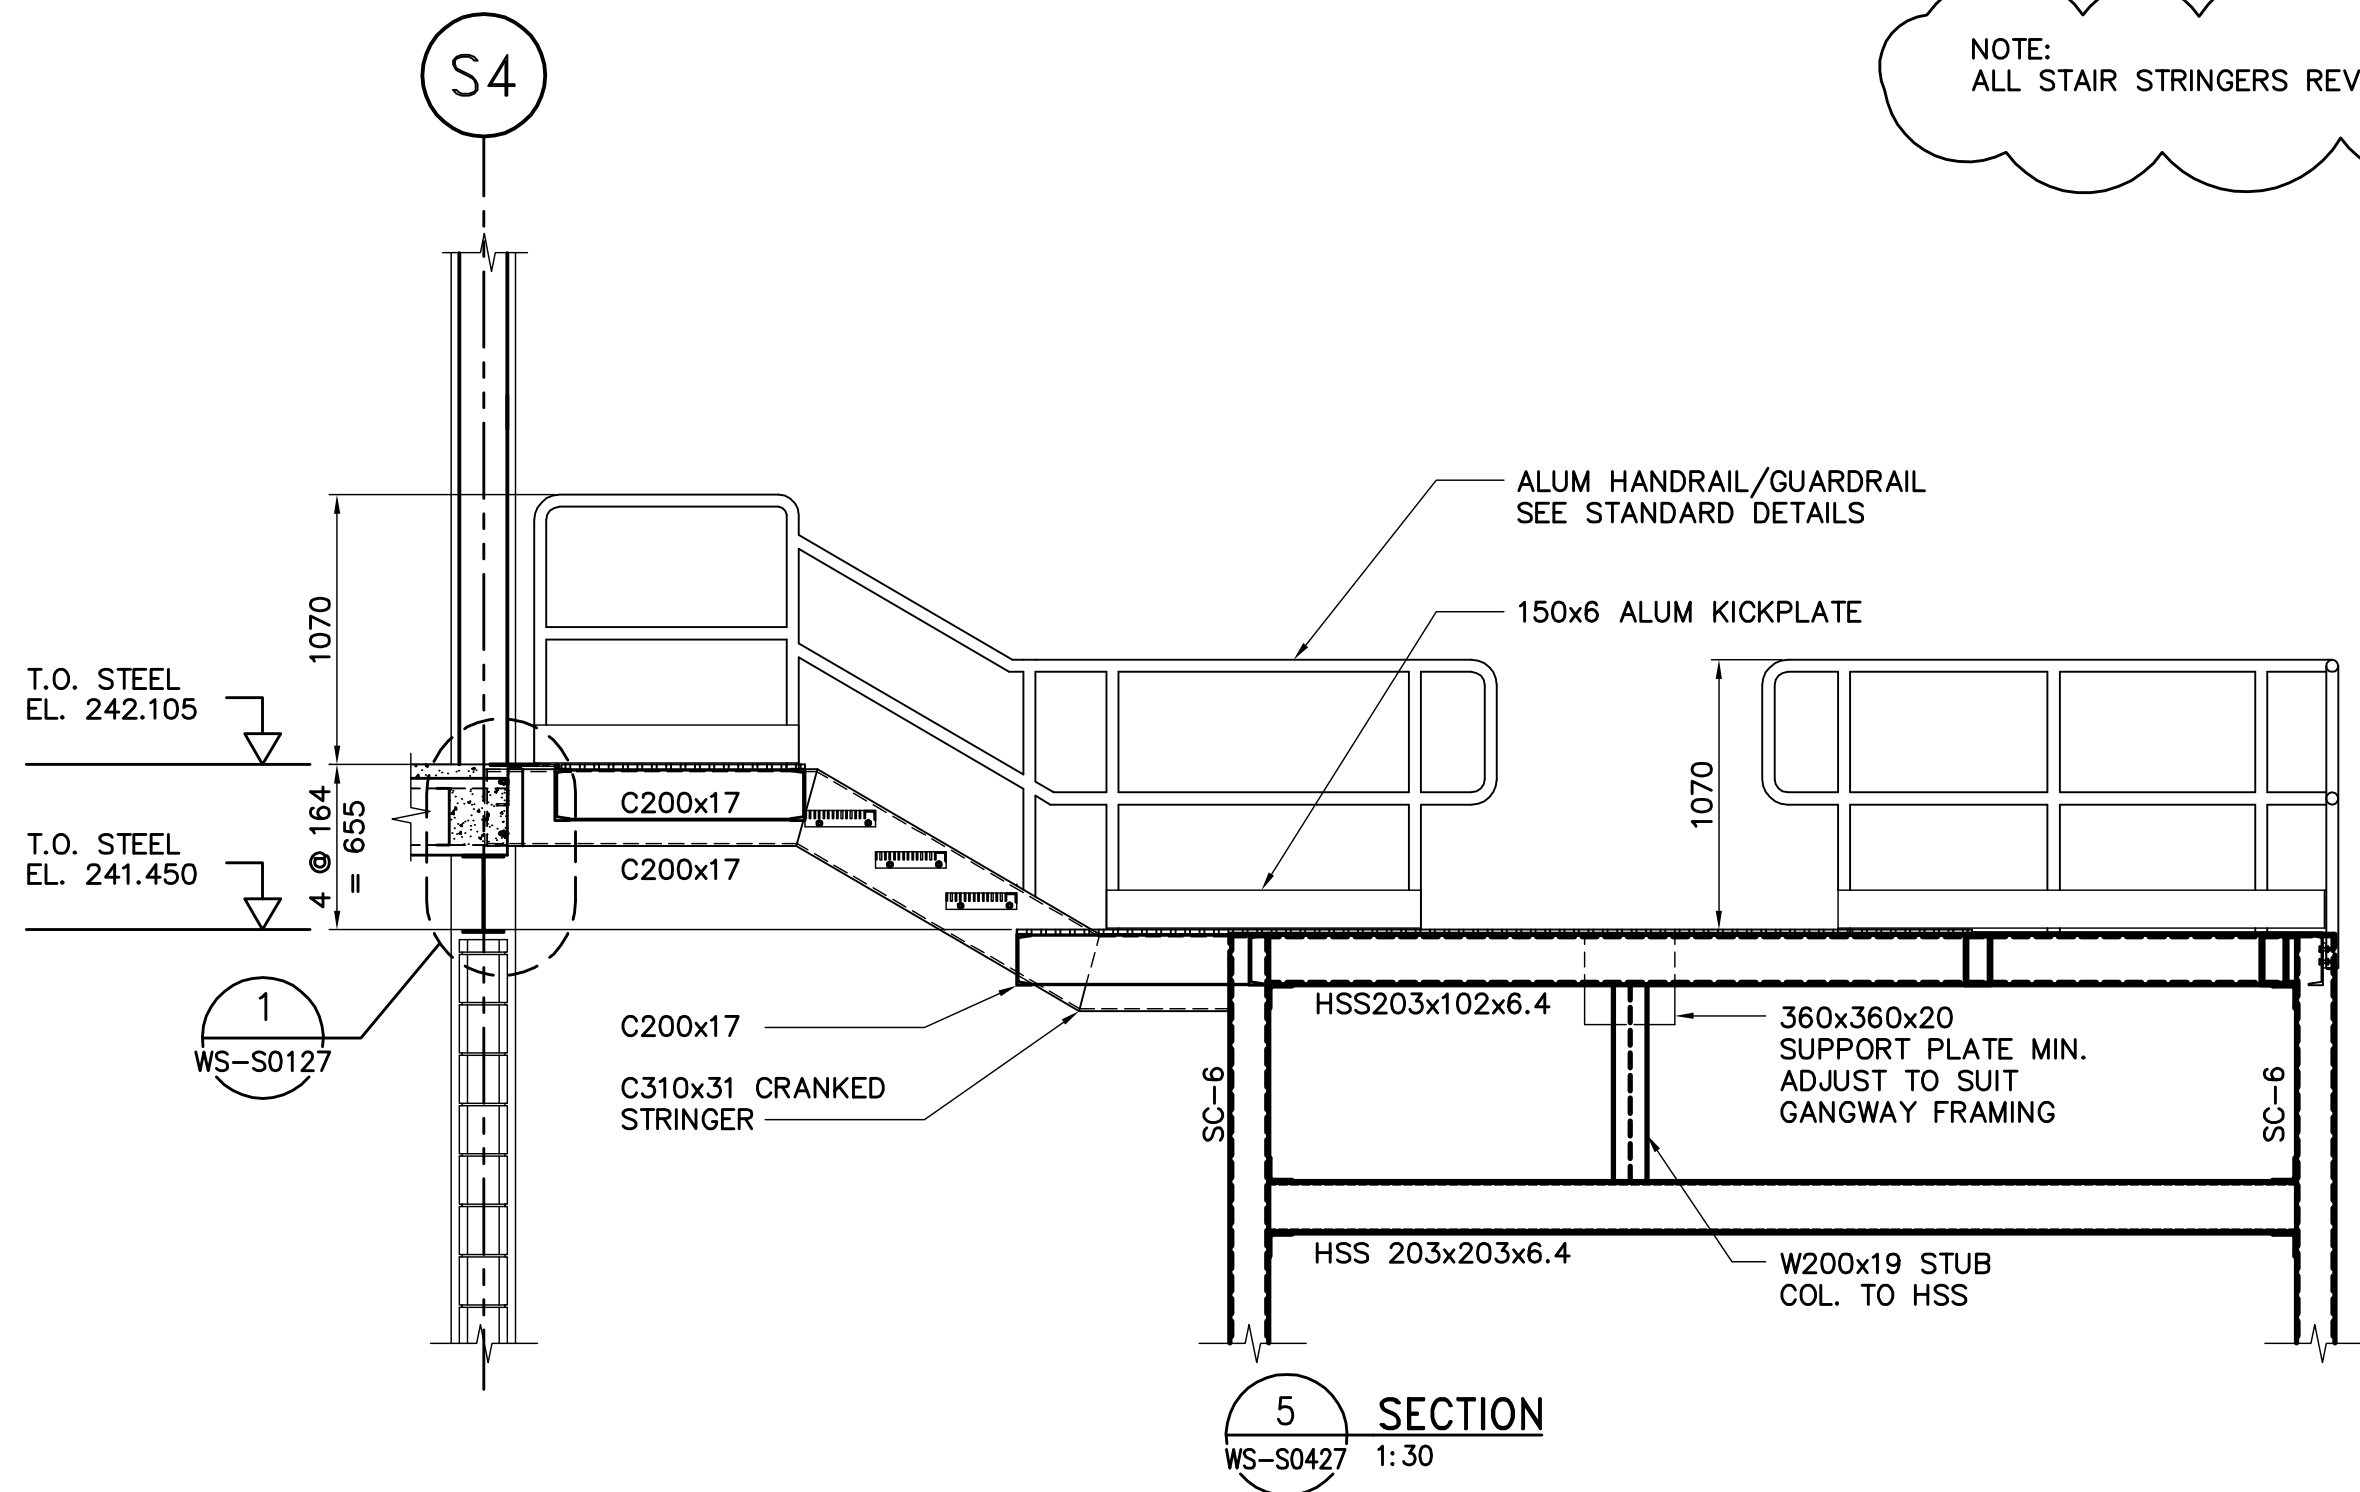 S4
NOTE:
ALL STAIR STRINGERS REV
ALUM HANDRAIL/GUARDRAIL
SEE STANDARD DETAILS
150x6 ALUM KICKPLATE
1070
T.O. STEEL
EL. 242.105
T.O. STEEL
EL. 241.450
4 @ 164
= 655
C200x17
C200x17
1070
1
WS-S0127
C200x17
C310x31 CRANKED
STRINGER
HSS203x102x6.4
SC-6
360x360x20
SUPPORT PLATE MIN.
ADJUST TO SUIT
GANGWAY FRAMING
SC-6
HSS 203x203x6.4
W200x19 STUB
COL. TO HSS
5
WS-S0427
SECTION
1:30